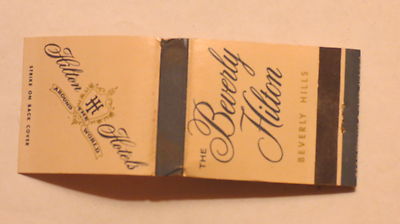 Hilton
Hotels
AROUND THE WORLD
STRIKE ON BACK COVER
THE
Beverly
Hilton
BEVERLY HILLS